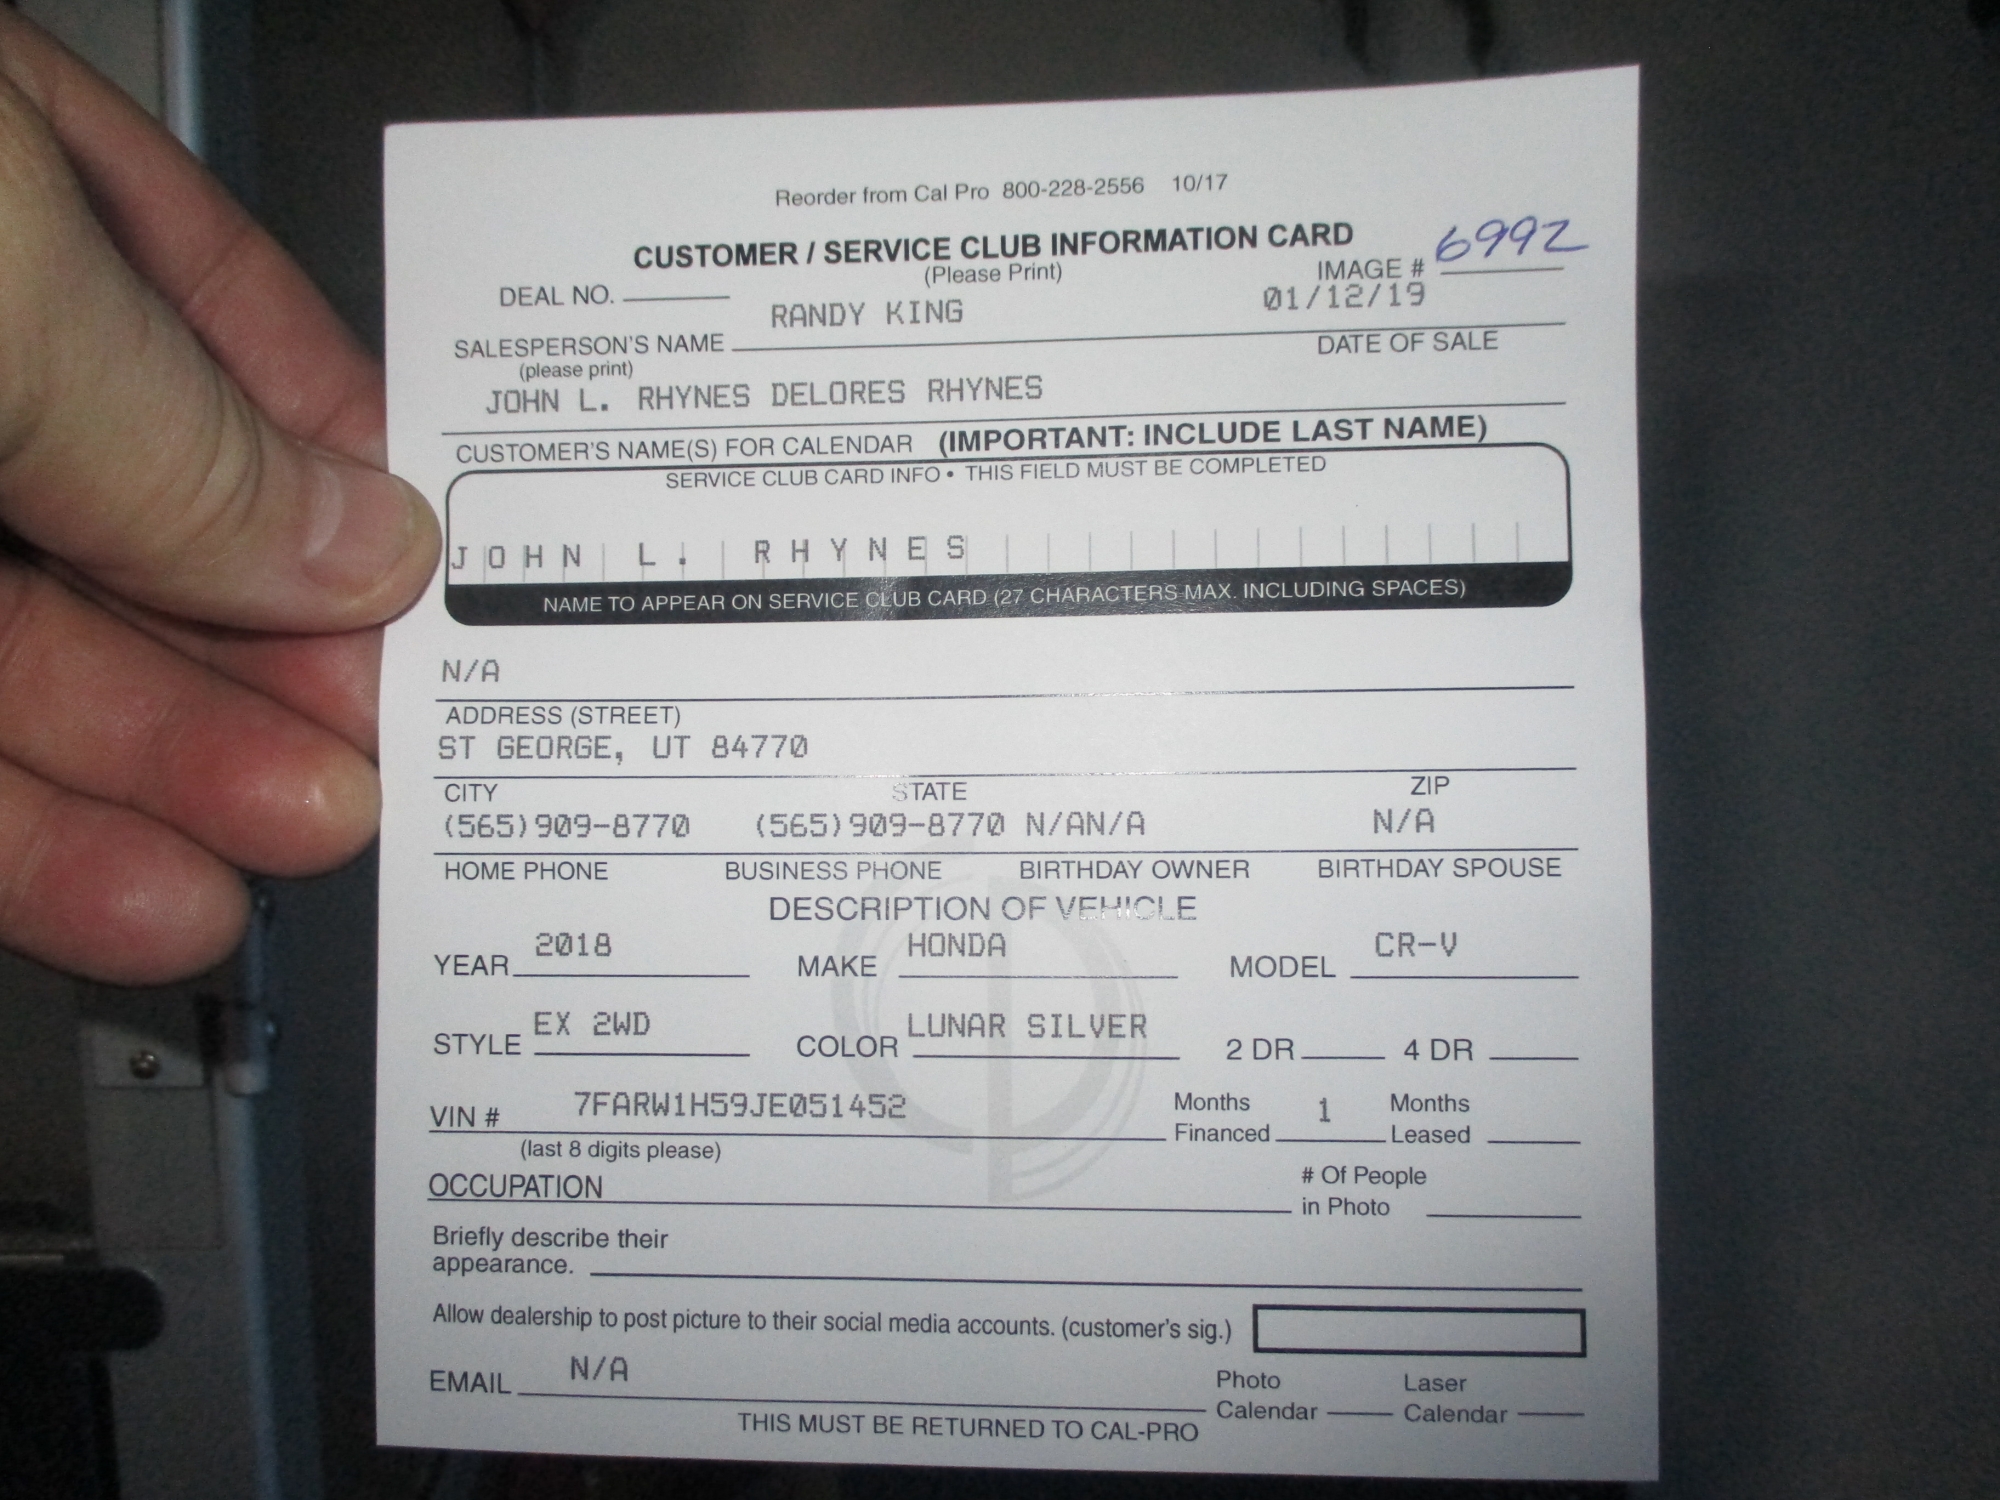 Reorder from Cal Pro 800-228-2556 10/17
CUSTOMER / SERVICE CLUB INFORMATION CARD
(Please Print)
IMAGE # 6992
DEAL NO.
RANDY KING 01/12/19
SALESPERSON'S NAME DATE OF SALE
(please print)
JOHN L. RHYNES DELORES RHYNES
CUSTOMER'S NAME(S) FOR CALENDAR (IMPORTANT: INCLUDE LAST NAME)
SERVICE CLUB CARD INFO • THIS FIELD MUST BE COMPLETED
JOHN L. RHYNES
NAME TO APPEAR ON SERVICE CLUB CARD (27 CHARACTERS MAX. INCLUDING SPACES)
N/A
ADDRESS (STREET)
ST GEORGE, UT 84770
CITY STATE ZIP
(565)909-8770 (565)909-8770 N/AN/A N/A
HOME PHONE BUSINESS PHONE BIRTHDAY OWNER BIRTHDAY SPOUSE
DESCRIPTION OF VEHICLE
YEAR 2018 MAKE HONDA MODEL CR-V
STYLE EX 2WD COLOR LUNAR SILVER 2 DR 4 DR
VIN # 7FARW1H59JE051452 Months Financed 1 Months Leased
(last 8 digits please)
OCCUPATION # Of People in Photo
Briefly describe their
appearance.
Allow dealership to post picture to their social media accounts. (customer's sig.)
EMAIL N/A Photo Calendar Laser Calendar
THIS MUST BE RETURNED TO CAL-PRO